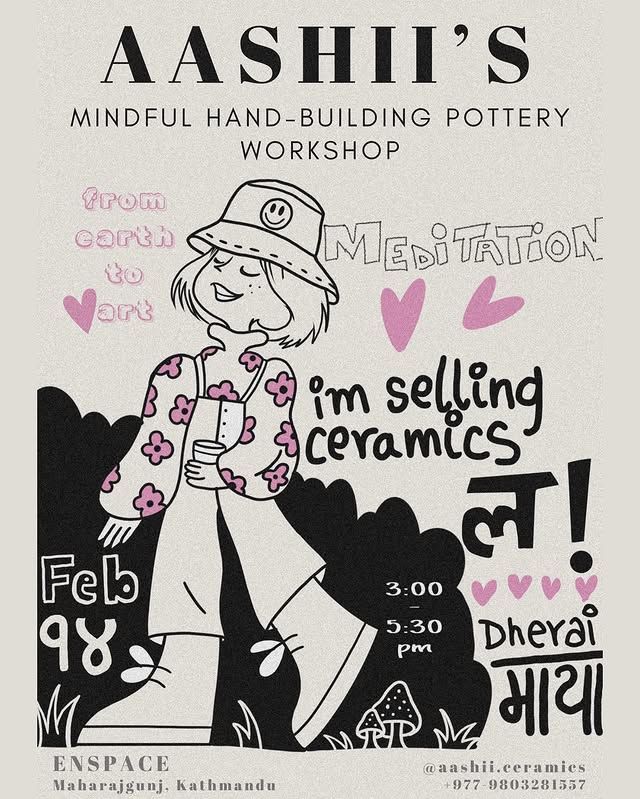 AASHII'S
MINDFUL HAND-BUILDING POTTERY
WORKSHOP
from
earth
to
art
MEDITATION
im selling
ceramics
ल!
Feb
१४
3:00
–
5:30
pm
Dherai
माया
ENSPACE
Maharajgunj, Kathmandu
@aashii.ceramics
+977-9803281557